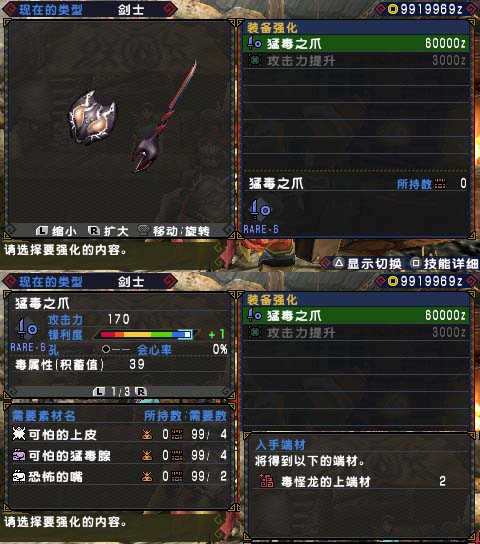 现在的类型 剑士
9919969z
装备强化
猛毒之爪 60000z
攻击力提升 3000z
猛毒之爪 所持数 0
RARE-6
L 缩小 R 扩大 移动/旋转
请选择要强化的内容。
△显示切换 □技能详细
现在的类型 剑士
9919969z
猛毒之爪
攻击力 170
锋利度 +1
RARE-6 孔 ○—— 会心率 0%
毒属性(积蓄值) 39
L 1/3 R
装备强化
猛毒之爪 60000z
攻击力提升 3000z
需要素材名 所持数/需要数
可怕的上皮 0 99/ 4
可怕的猛毒腺 0 99/ 4
恐怖的嘴 0 99/ 2
入手端材
将得到以下的端材。
毒怪龙的上端材 2
请选择要强化的内容。